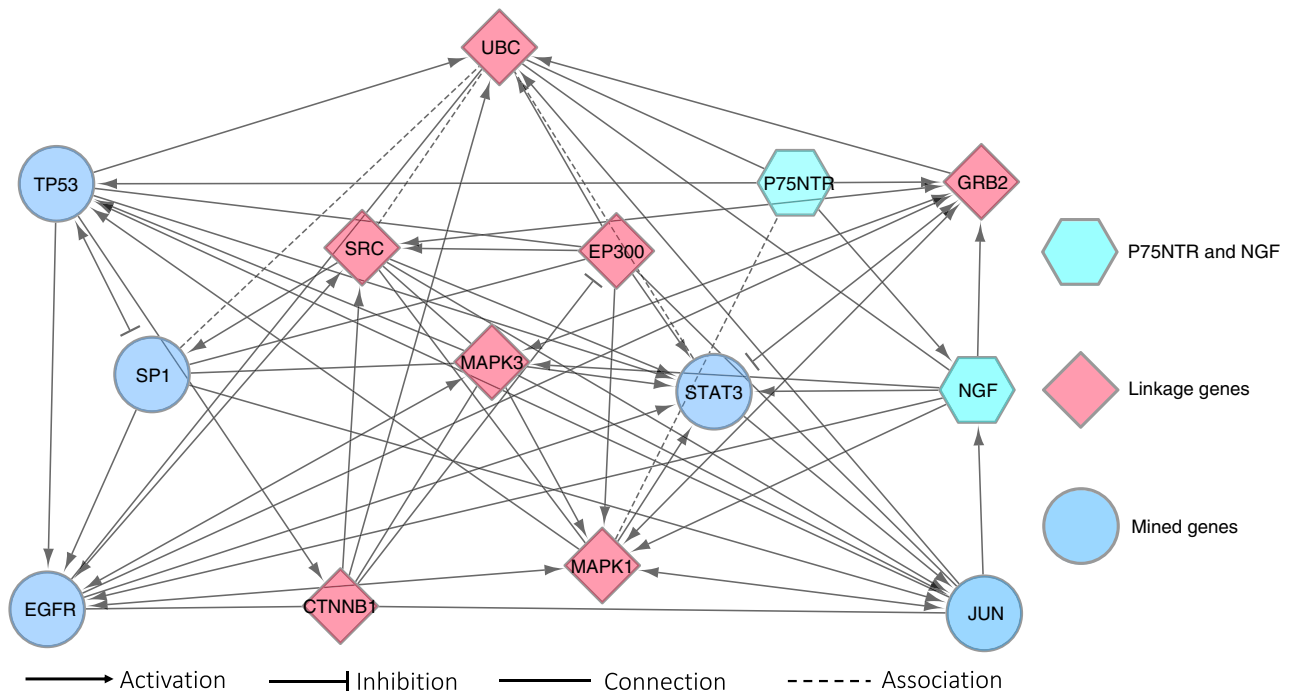 UBC
TP53
P75NTR
GRB2
SRC
EP300
P75NTR and NGF
SP1
MAPK3
STAT3
NGF
Linkage genes
Mined genes
MAPK1
EGFR
CTNNB1
JUN
Activation
Inhibition
Connection
Association